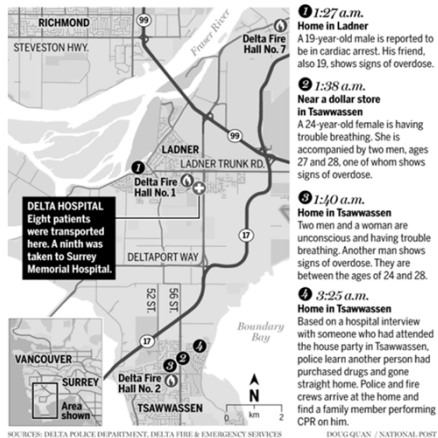 RICHMOND
STEVESTON HWY.
99
Fraser River
Delta Fire
Hall No. 7
99
LADNER
LADNER TRUNK RD.
1
Delta Fire
Hall No. 1
DELTA HOSPITAL
Eight patients
were transported
here. A ninth was
taken to Surrey
Memorial Hospital.
17
DELTAPORT WAY
52 ST.
56 ST.
17
Boundary
Bay
4
2
3
Delta Fire
Hall No. 2
TSAWWASSEN
VANCOUVER
SURREY
Area
shown
N
0
km
2
1 1:27 a.m.
Home in Ladner
A 19-year-old male is reported to
be in cardiac arrest. His friend,
also 19, shows signs of overdose.
2 1:38 a.m.
Near a dollar store
in Tsawwassen
A 24-year-old female is having
trouble breathing. She is
accompanied by two men, ages
27 and 28, one of whom shows
signs of overdose.
3 1:40 a.m.
Home in Tsawwassen
Two men and a woman are
unconscious and having trouble
breathing. Another man shows
signs of overdose. They are
between the ages of 24 and 28.
4 3:25 a.m.
Home in Tsawwassen
Based on a hospital interview
with someone who had attended
the house party in Tsawwassen,
police learn another person had
purchased drugs and gone
straight home. Police and fire
crews arrive at the home and
find a family member performing
CPR on him.
SOURCES: DELTA POLICE DEPARTMENT, DELTA FIRE & EMERGENCY SERVICES
DOUG QUAN / NATIONAL POST